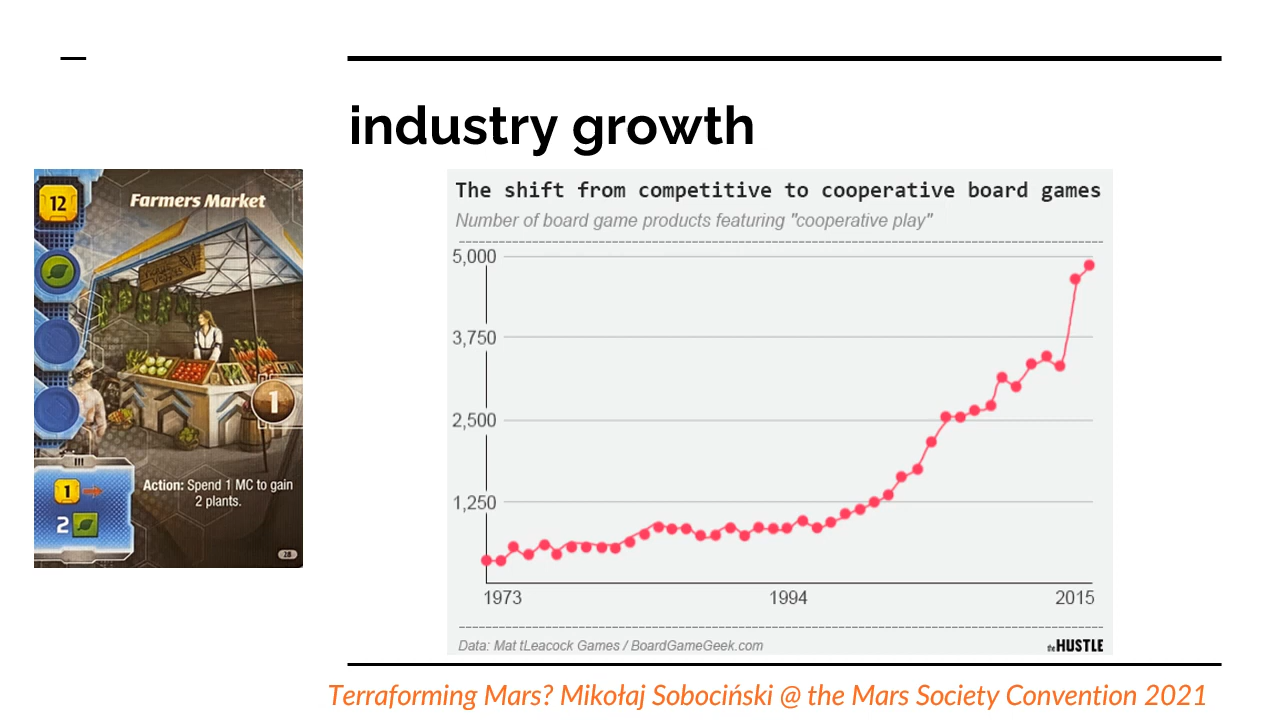 industry growth
12
Farmers Market
1
Action: Spend 1 MC to gain
2 plants.
1
2
28
The shift from competitive to cooperative board games
Number of board game products featuring "cooperative play"
5,000
3,750
2,500
1,250
1973 1994 2015
Data: Mat tLeacock Games / BoardGameGeek.com
the HUSTLE
Terraforming Mars? Mikołaj Sobociński @ the Mars Society Convention 2021